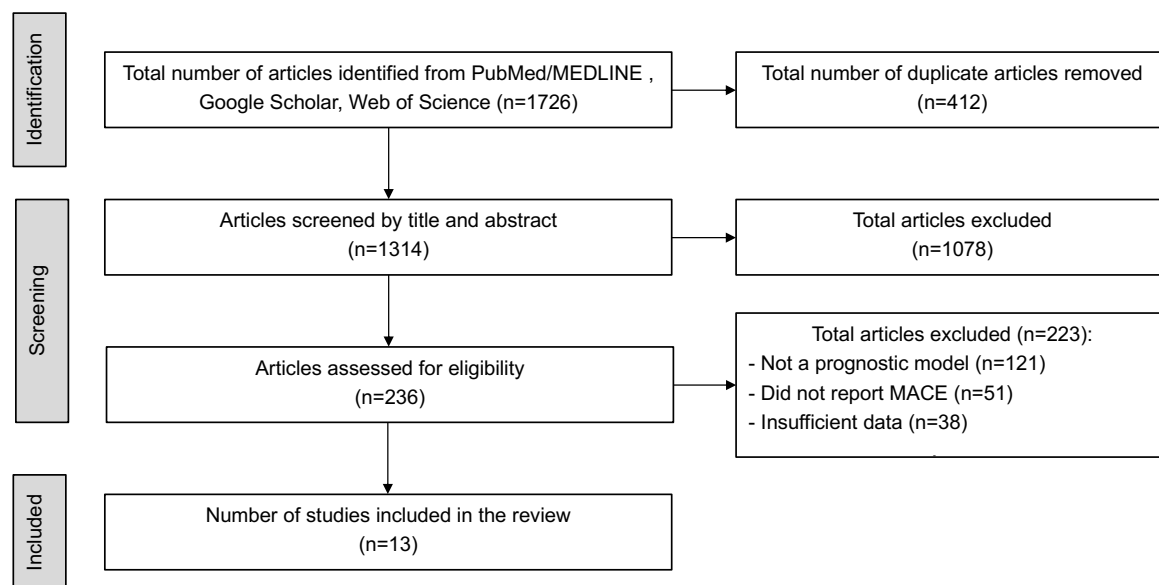 Identification
Total number of articles identified from PubMed/MEDLINE ,
Google Scholar, Web of Science (n=1726)
Total number of duplicate articles removed
(n=412)
Screening
Articles screened by title and abstract
(n=1314)
Total articles excluded
(n=1078)
Articles assessed for eligibility
(n=236)
Total articles excluded (n=223):
- Not a prognostic model (n=121)
- Did not report MACE (n=51)
- Insufficient data (n=38)
Included
Number of studies included in the review
(n=13)